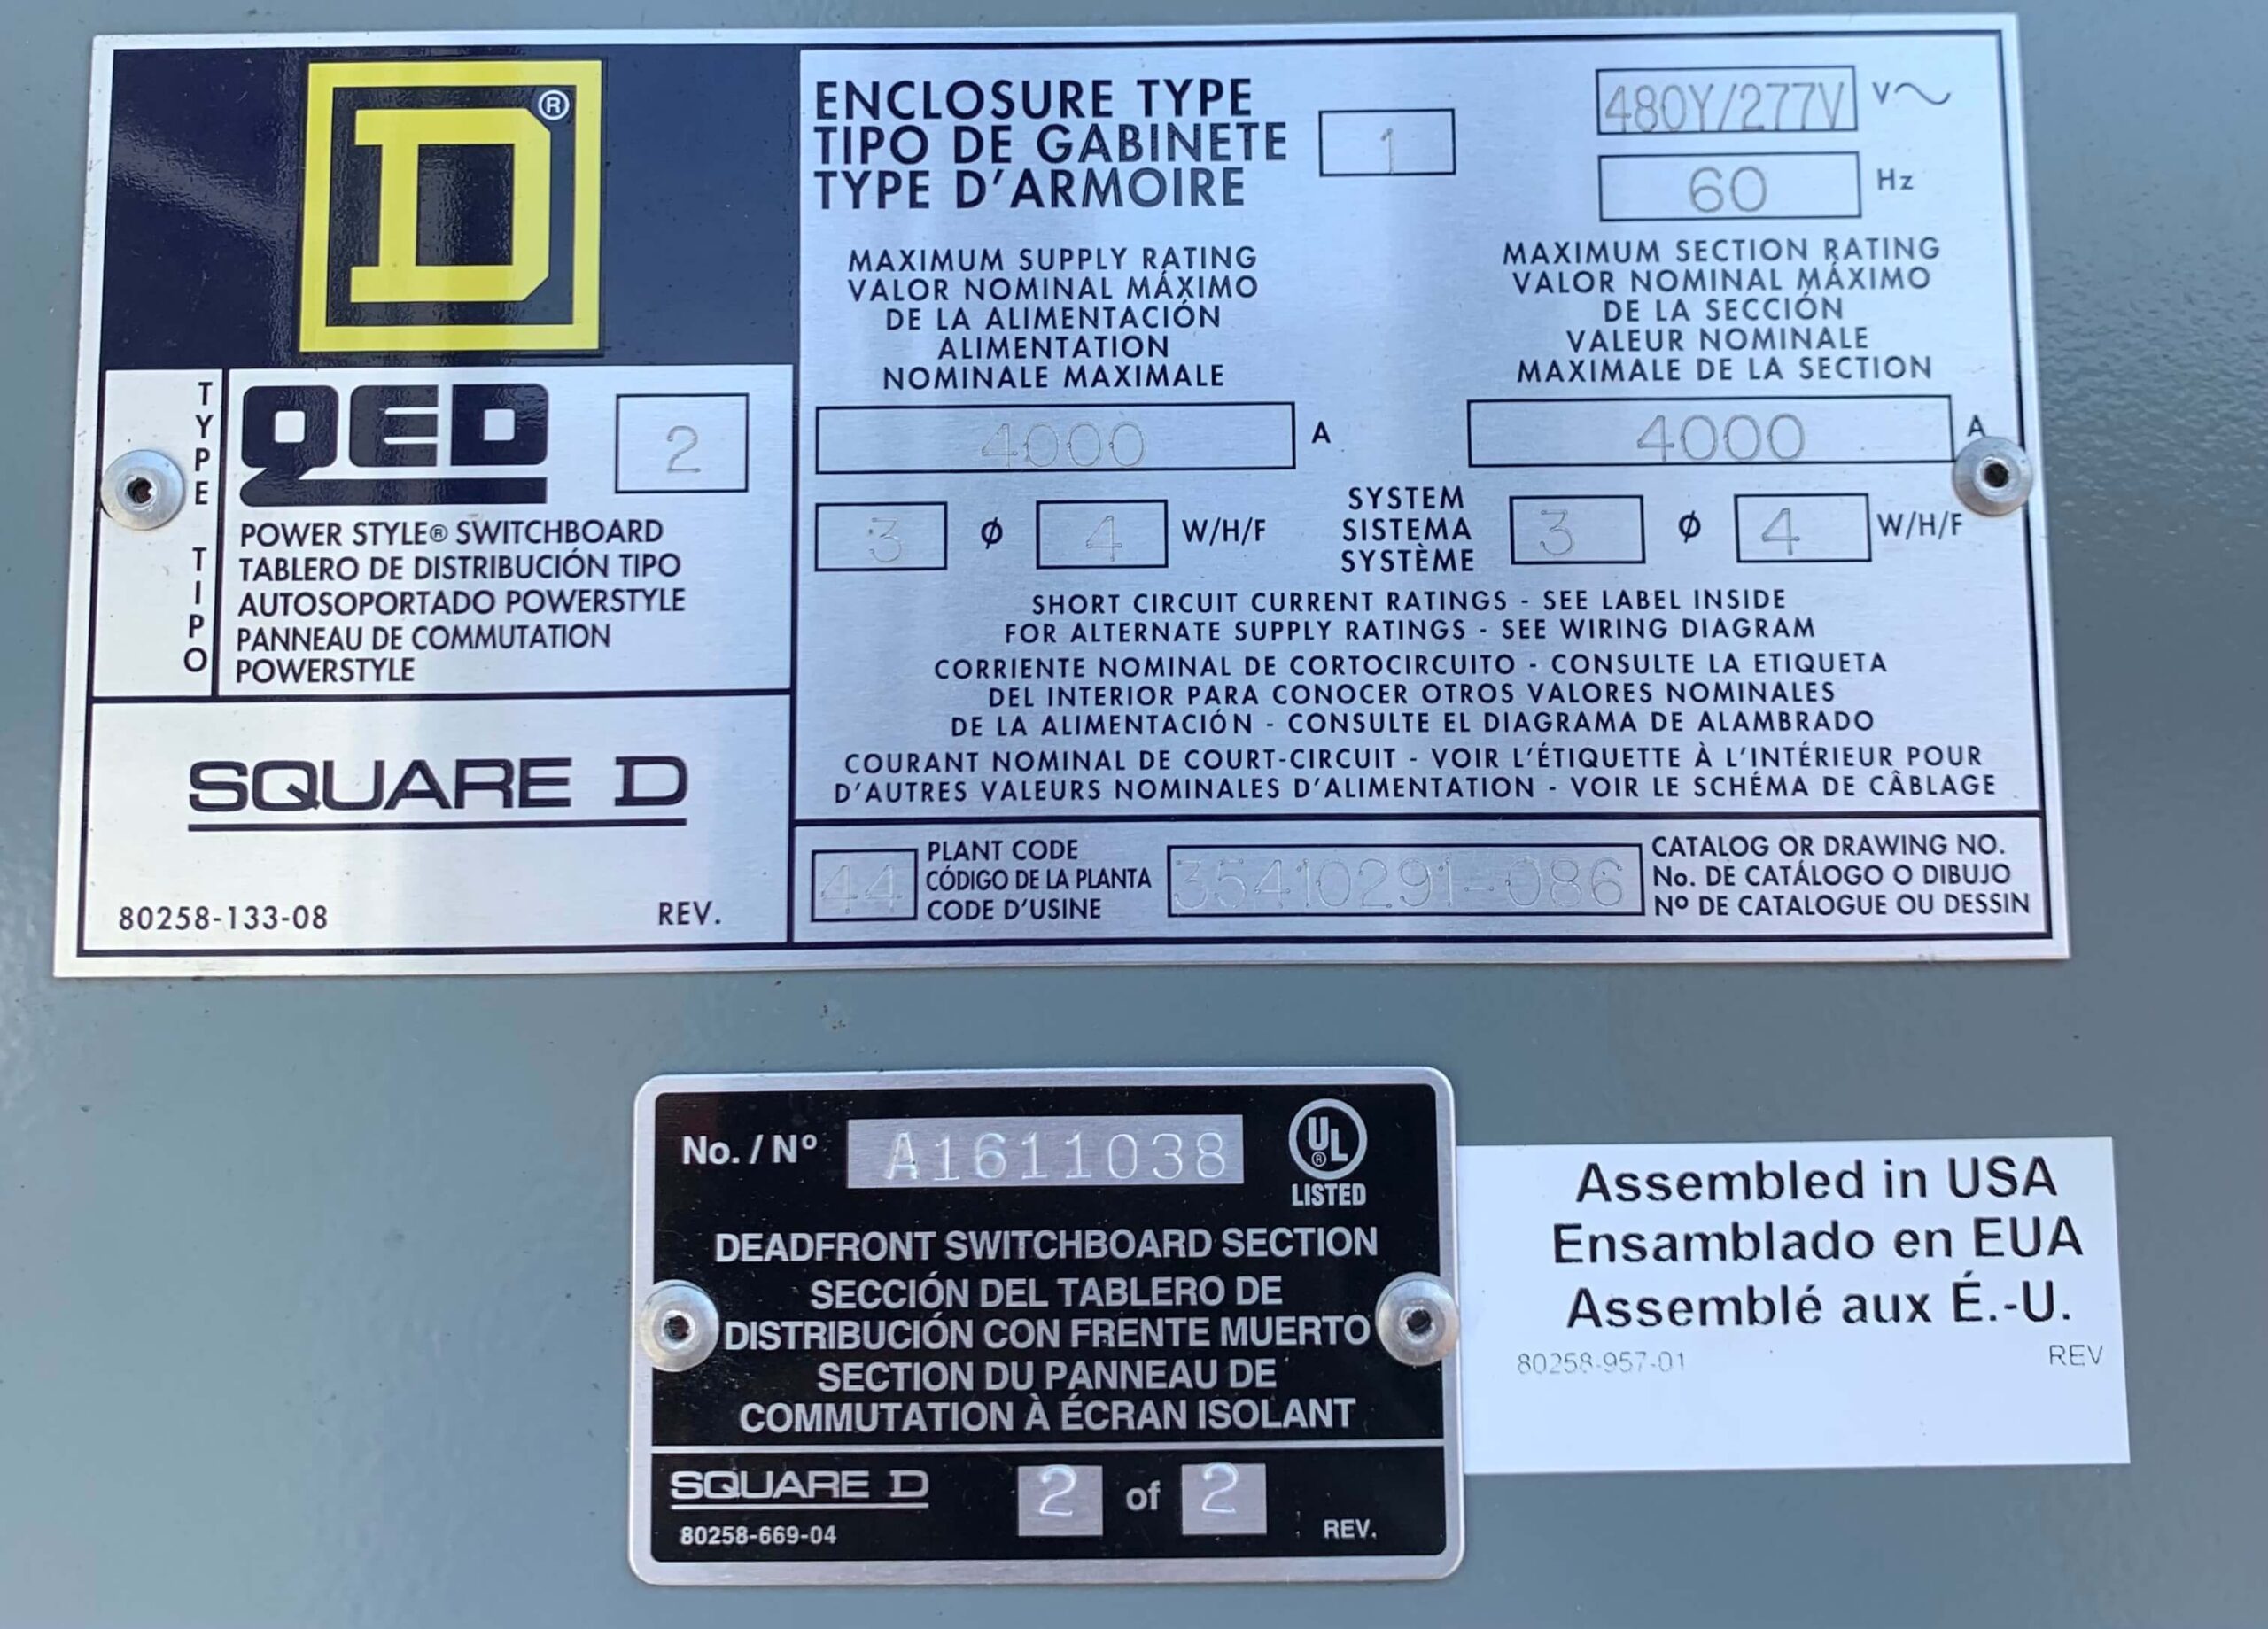 D®
ENCLOSURE TYPE
TIPO DE GABINETE
TYPE D'ARMOIRE
1
480Y/277V V~
60 Hz
MAXIMUM SUPPLY RATING
VALOR NOMINAL MÁXIMO
DE LA ALIMENTACIÓN
ALIMENTATION
NOMINALE MAXIMALE
4000 A
MAXIMUM SECTION RATING
VALOR NOMINAL MÁXIMO
DE LA SECCIÓN
VALEUR NOMINALE
MAXIMALE DE LA SECTION
4000 A
3 ø 4 W/H/F
SYSTEM
SISTEMA
SYSTÈME
3 ø 4 W/H/F
SHORT CIRCUIT CURRENT RATINGS - SEE LABEL INSIDE
FOR ALTERNATE SUPPLY RATINGS - SEE WIRING DIAGRAM
CORRIENTE NOMINAL DE CORTOCIRCUITO - CONSULTE LA ETIQUETA
DEL INTERIOR PARA CONOCER OTROS VALORES NOMINALES
DE LA ALIMENTACIÓN - CONSULTE EL DIAGRAMA DE ALAMBRADO
COURANT NOMINAL DE COURT-CIRCUIT - VOIR L'ÉTIQUETTE À L'INTÉRIEUR POUR
D'AUTRES VALEURS NOMINALES D'ALIMENTATION - VOIR LE SCHÉMA DE CÂBLAGE
TYPE TIPO
QED 2
POWER STYLE® SWITCHBOARD
TABLERO DE DISTRIBUCIÓN TIPO
AUTOSOPORTADO POWERSTYLE
PANNEAU DE COMMUTATION
POWERSTYLE
SQUARE D
80258-133-08 REV.
44
PLANT CODE
CÓDIGO DE LA PLANTA
CODE D'USINE
35410291-086
CATALOG OR DRAWING NO.
No. DE CATÁLOGO O DIBUJO
Nº DE CATALOGUE OU DESSIN
No. / Nº A1611038
UL®
LISTED
DEADFRONT SWITCHBOARD SECTION
SECCIÓN DEL TABLERO DE
DISTRIBUCIÓN CON FRENTE MUERTO
SECTION DU PANNEAU DE
COMMUTATION À ÉCRAN ISOLANT
SQUARE D
2 of 2
80258-669-04
REV.
Assembled in USA
Ensamblado en EUA
Assemblé aux É.-U.
80258-957-01 REV